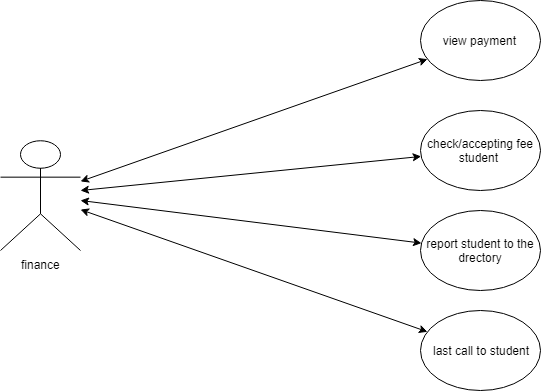 view payment
check/accepting fee
student
finance
report student to the
drectory
last call to student